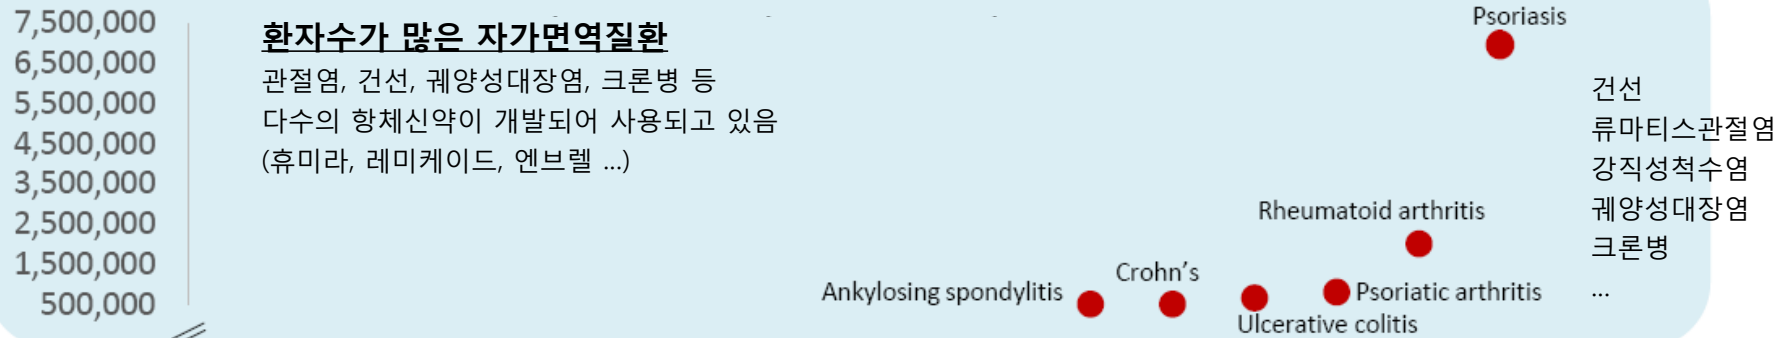 7,500,000
6,500,000
5,500,000
4,500,000
3,500,000
2,500,000
1,500,000
500,000
환자수가 많은 자가면역질환
관절염, 건선, 궤양성대장염, 크론병 등
다수의 항체신약이 개발되어 사용되고 있음
(휴미라, 레미케이드, 엔브렐 ...)
Psoriasis
Rheumatoid arthritis
Crohn's
Ankylosing spondylitis
Psoriatic arthritis
Ulcerative colitis
건선
류마티스관절염
강직성척수염
궤양성대장염
크론병
...